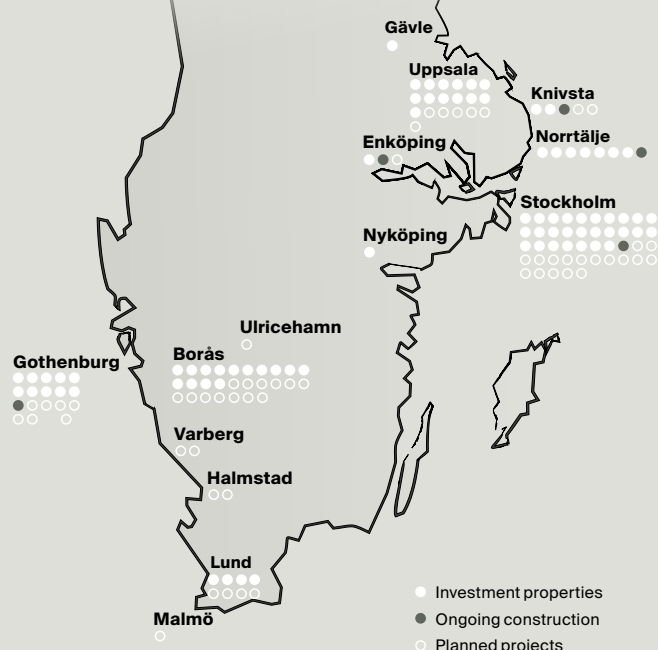 Gävle
Uppsala
Knivsta
Norrtälje
Enköping
Stockholm
Nyköping
Ulricehamn
Borås
Gothenburg
Varberg
Halmstad
Lund
Malmö
Investment properties
Ongoing construction
Planned projects